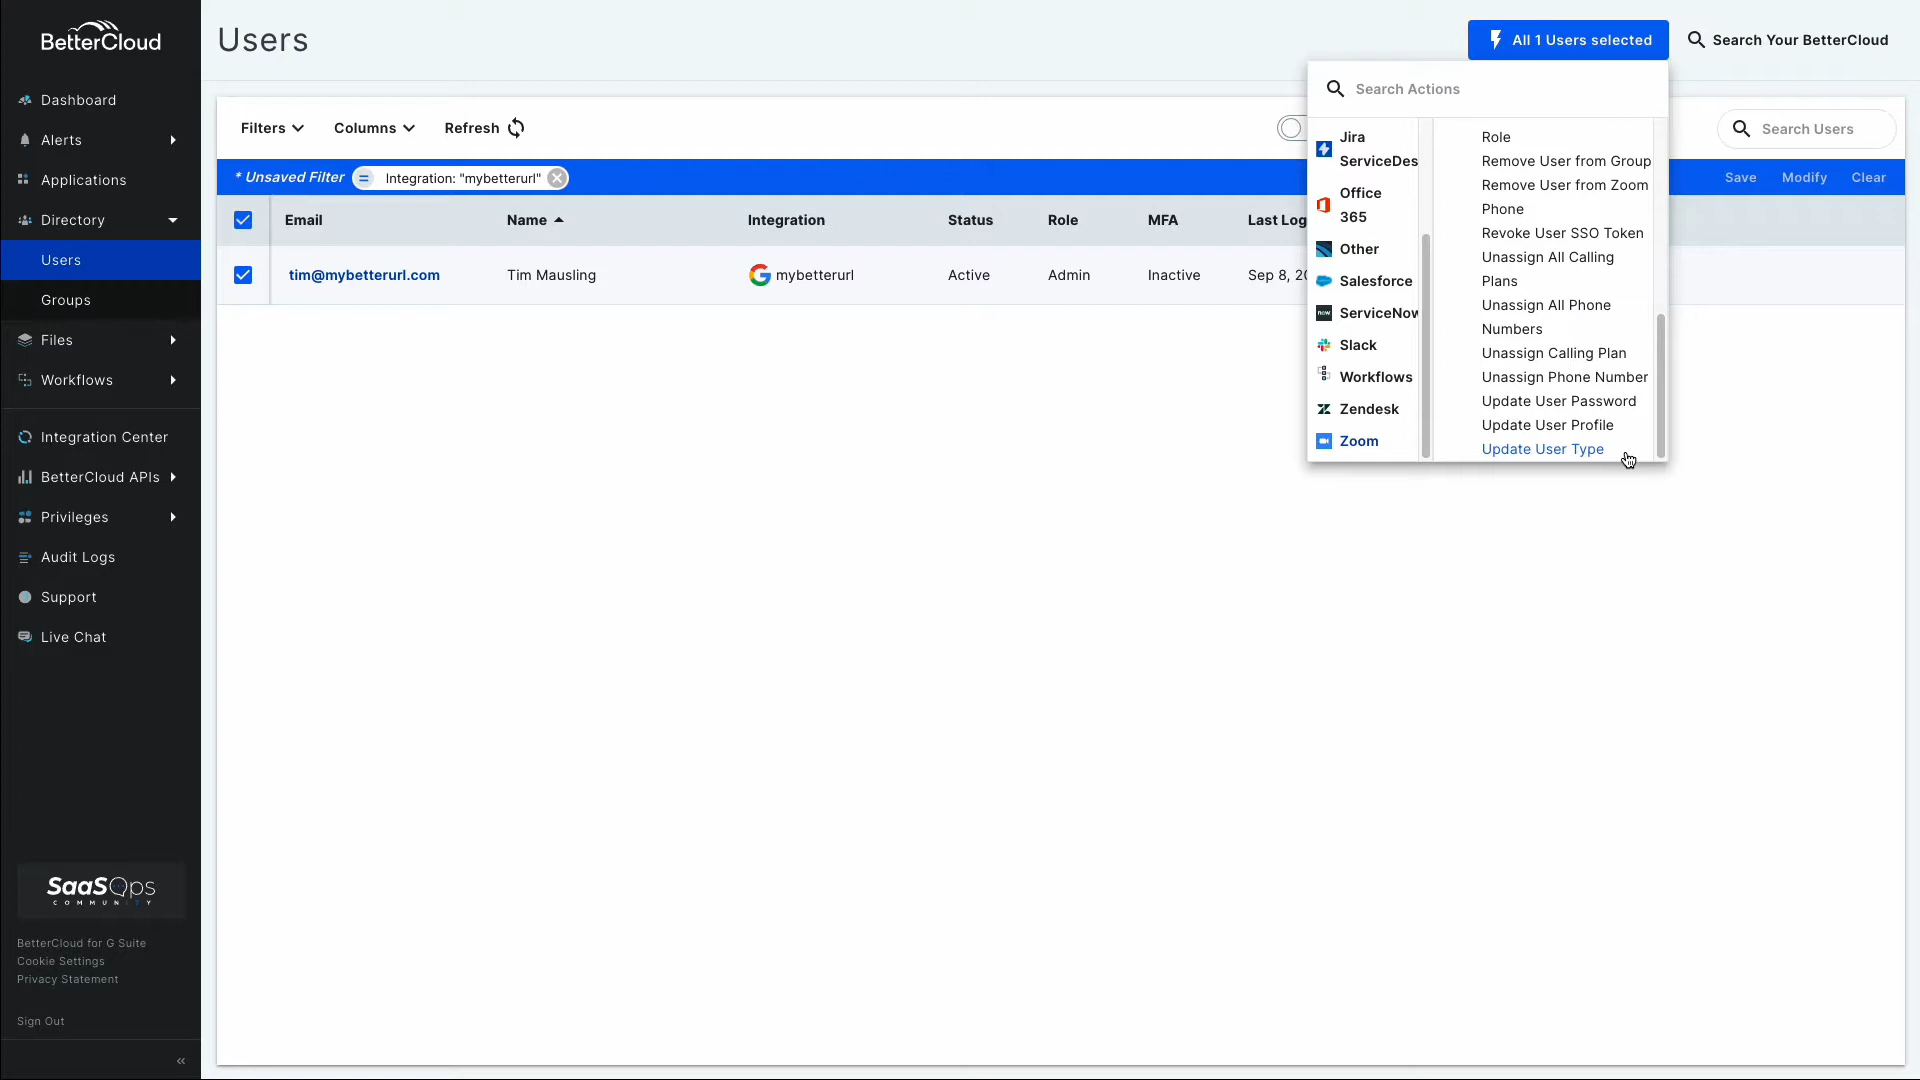 BetterCloud
Dashboard
Alerts
Applications
Directory
Users
Groups
Files
Workflows
Integration Center
BetterCloud APIs
Privileges
Audit Logs
Support
Live Chat
SaaSOps
COMMUNITY
BetterCloud for G Suite
Cookie Settings
Privacy Statement
Sign Out
«
Users
All 1 Users selected
Search Your BetterCloud
Filters
Columns
Refresh
Search Users
* Unsaved Filter = Integration: "mybetterurl"
Save Modify Clear
Email Name Integration Status Role MFA Last Log
tim@mybetterurl.com Tim Mausling mybetterurl Active Admin Inactive Sep 8, 20
Search Actions
Jira
ServiceDes
Office
365
Other
Salesforce
now ServiceNow
Slack
Workflows
Zendesk
Zoom
Role
Remove User from Group
Remove User from Zoom
Phone
Revoke User SSO Token
Unassign All Calling
Plans
Unassign All Phone
Numbers
Unassign Calling Plan
Unassign Phone Number
Update User Password
Update User Profile
Update User Type